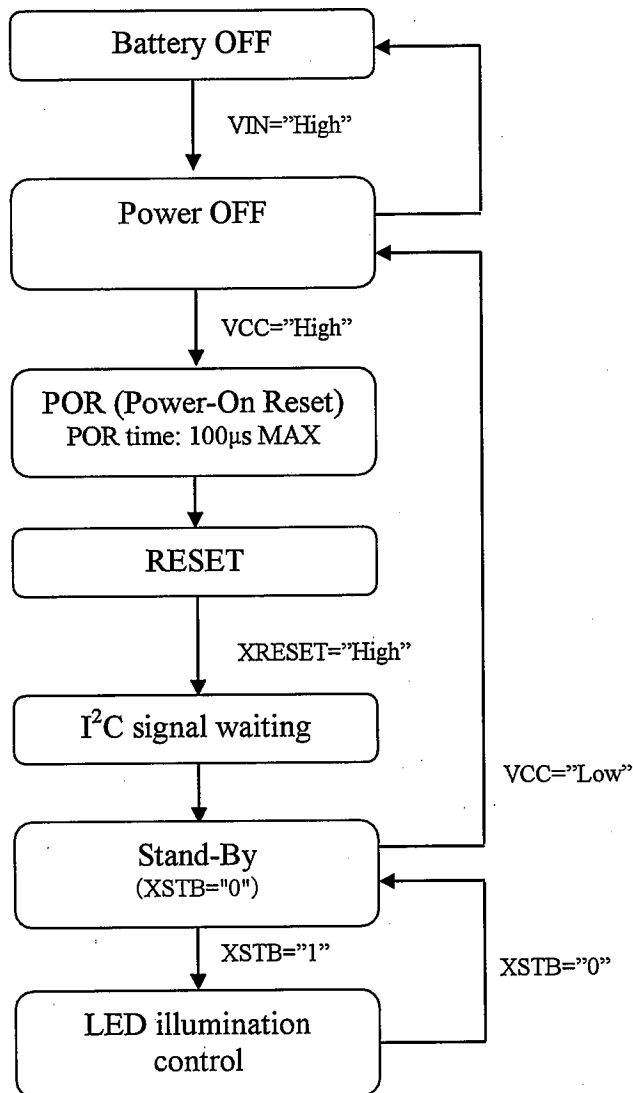 Battery OFF
VIN=”High”
Power OFF
VCC=”High”
POR (Power-On Reset)
POR time: 100μs MAX
RESET
XRESET=”High”
I²C signal waiting
VCC=”Low”
Stand-By
(XSTB="0")
XSTB=”1”
XSTB=”0”
LED illumination
control